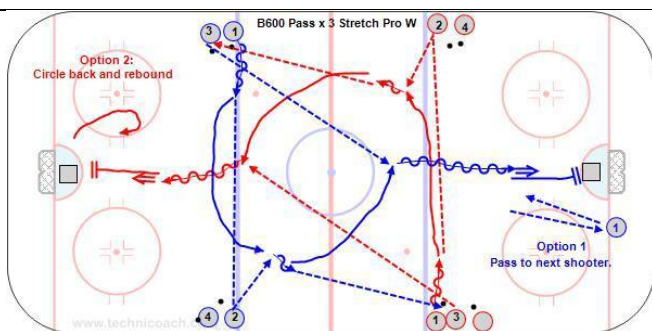 B600 Pass x 3 Stretch Pro W
3 1
2 4
Option 2:
Circle back and rebound
1
Option 1
Pass to next shooter.
4 2
1 3
www.technicoach.c